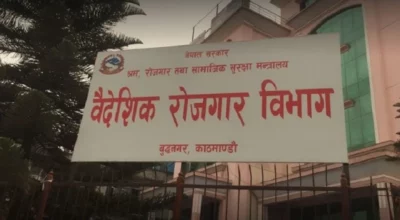 नेपाल सरकार
श्रम, रोजगार तथा सामाजिक सुरक्षा मन्त्रालय
वैदेशिक रोजगार विभाग
बुद्धनगर, काठमाण्डौ